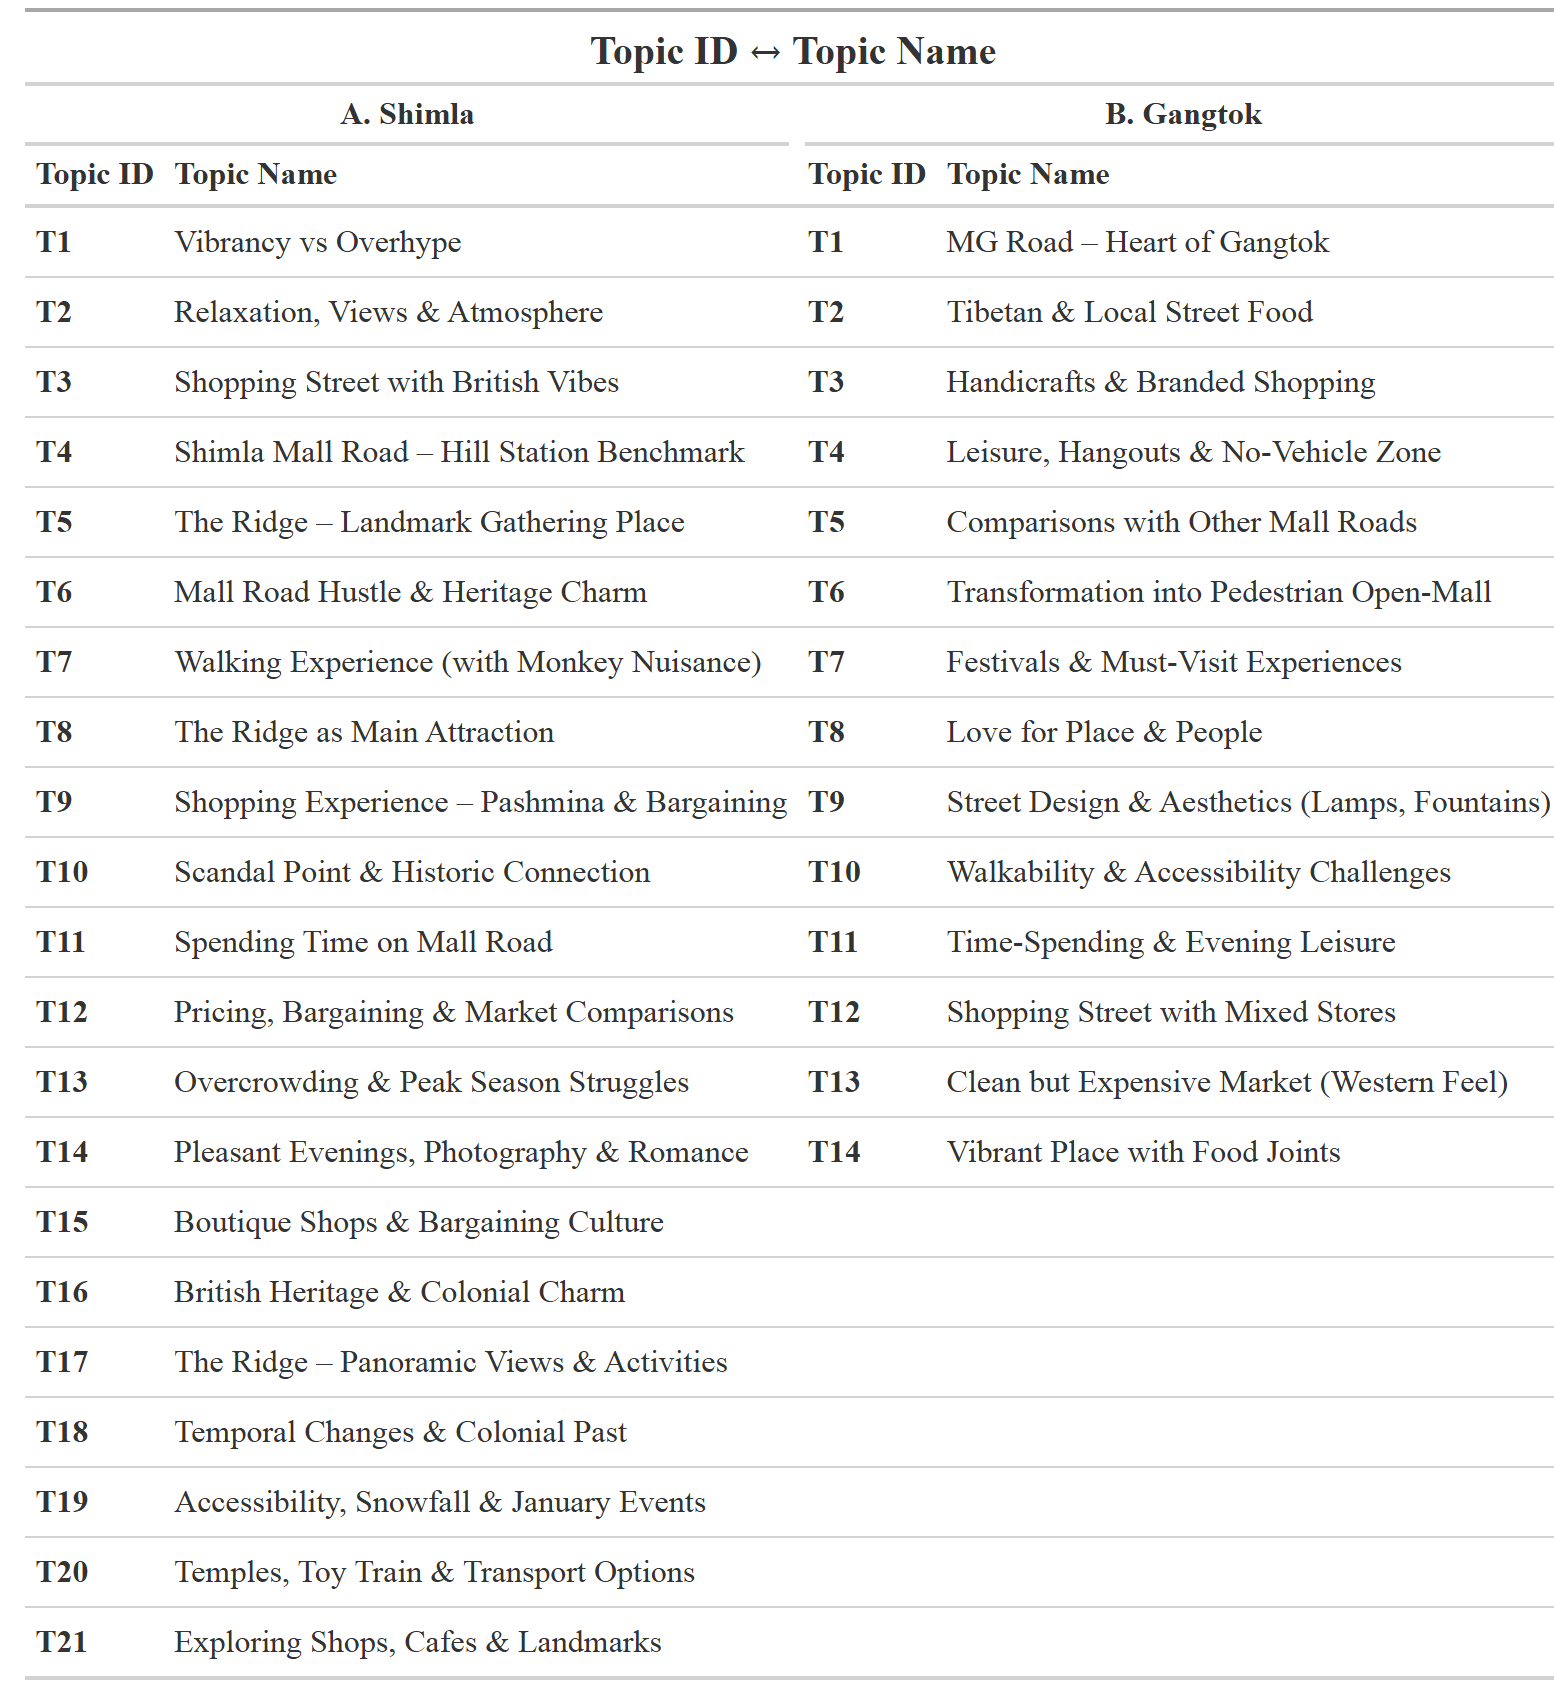 Topic ID ↔ Topic Name
A. Shimla B. Gangtok
Topic ID Topic Name Topic ID Topic Name
T1 Vibrancy vs Overhype T1 MG Road – Heart of Gangtok
T2 Relaxation, Views & Atmosphere T2 Tibetan & Local Street Food
T3 Shopping Street with British Vibes T3 Handicrafts & Branded Shopping
T4 Shimla Mall Road – Hill Station Benchmark T4 Leisure, Hangouts & No-Vehicle Zone
T5 The Ridge – Landmark Gathering Place T5 Comparisons with Other Mall Roads
T6 Mall Road Hustle & Heritage Charm T6 Transformation into Pedestrian Open-Mall
T7 Walking Experience (with Monkey Nuisance) T7 Festivals & Must-Visit Experiences
T8 The Ridge as Main Attraction T8 Love for Place & People
T9 Shopping Experience – Pashmina & Bargaining T9 Street Design & Aesthetics (Lamps, Fountains)
T10 Scandal Point & Historic Connection T10 Walkability & Accessibility Challenges
T11 Spending Time on Mall Road T11 Time-Spending & Evening Leisure
T12 Pricing, Bargaining & Market Comparisons T12 Shopping Street with Mixed Stores
T13 Overcrowding & Peak Season Struggles T13 Clean but Expensive Market (Western Feel)
T14 Pleasant Evenings, Photography & Romance T14 Vibrant Place with Food Joints
T15 Boutique Shops & Bargaining Culture
T16 British Heritage & Colonial Charm
T17 The Ridge – Panoramic Views & Activities
T18 Temporal Changes & Colonial Past
T19 Accessibility, Snowfall & January Events
T20 Temples, Toy Train & Transport Options
T21 Exploring Shops, Cafes & Landmarks